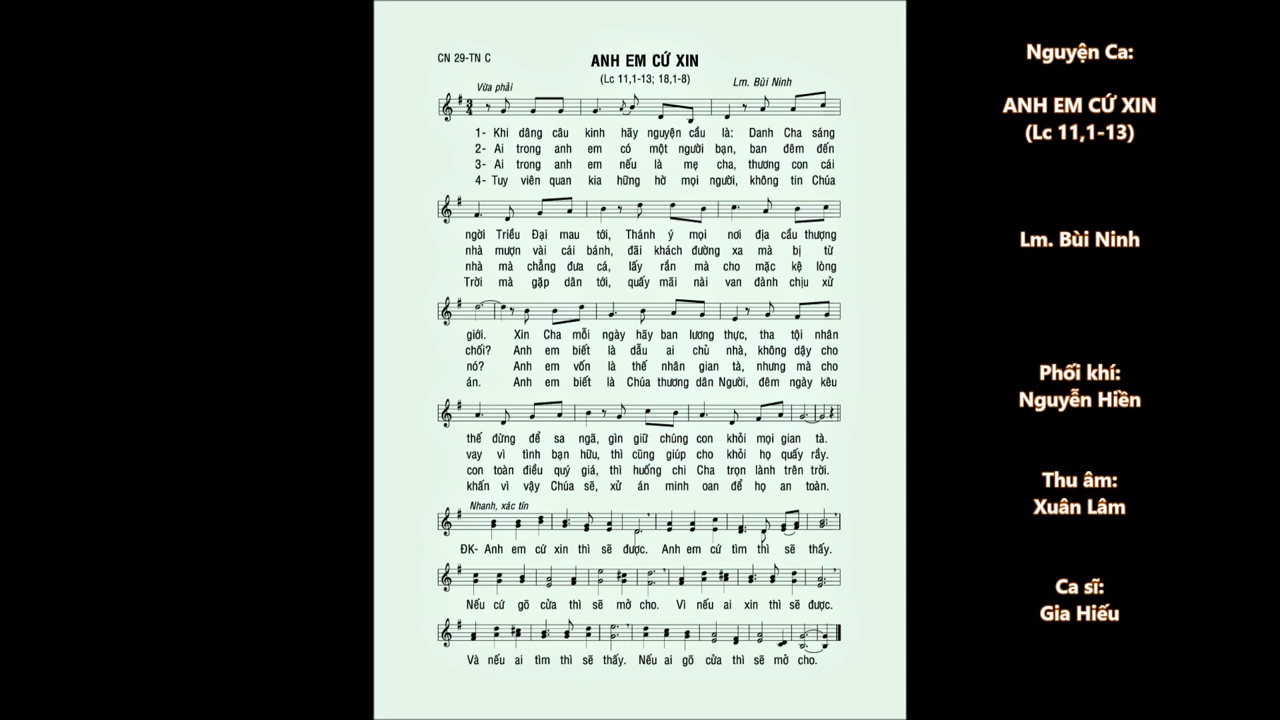 CN 29-TN C
ANH EM CỨ XIN
(Lc 11,1-13; 18,1-8)
Vừa phải
Lm. Bùi Ninh
1- Khi dâng câu kinh hãy nguyện cầu là: Danh Cha sáng
2- Ai trong anh em có một người bạn, ban đêm đến
3- Ai trong anh em nếu là mẹ cha, thương con cái
4- Tuy viên quan kia hững hờ mọi người, không tin Chúa
ngời Triều Đại mau tới, Thánh ý mọi nơi địa cầu thượng
nhà mượn vài cái bánh, đãi khách đường xa mà bị từ
nhà mà chẳng đưa cá, lấy rắn mà cho mặc kệ lòng
Trời mà gặp dân tới, quấy mãi nài van đành chịu xử
giới. Xin Cha mỗi ngày hãy ban lương thực, tha tội nhân
chối? Anh em biết là dẫu ai chủ nhà, không dậy cho
nó? Anh em vốn là thế nhân gian tà, nhưng mà cho
án. Anh em biết là Chúa thương dân Người, đêm ngày kêu
thế đừng để sa ngã, gìn giữ chúng con khỏi mọi gian tà.
vay vì tình bạn hữu, thì cũng giúp cho khỏi họ quấy rầy.
con toàn điều quý giá, thì huống chi Cha trọn lành trên trời.
khấn vì vậy Chúa sẽ, xử án minh oan để họ an toàn.
Nhanh, xác tín
ĐK- Anh em cứ xin thì sẽ được. Anh em cứ tìm thì sẽ thấy.
Nếu cứ gõ cửa thì sẽ mở cho. Vì nếu ai xin thì sẽ được.
Và nếu ai tìm thì sẽ thấy. Nếu ai gõ cửa thì sẽ mở cho.
Nguyện Ca:
ANH EM CỨ XIN
(Lc 11,1-13)
Lm. Bùi Ninh
Phối khí:
Nguyễn Hiền
Thu âm:
Xuân Lâm
Ca sĩ:
Gia Hiếu